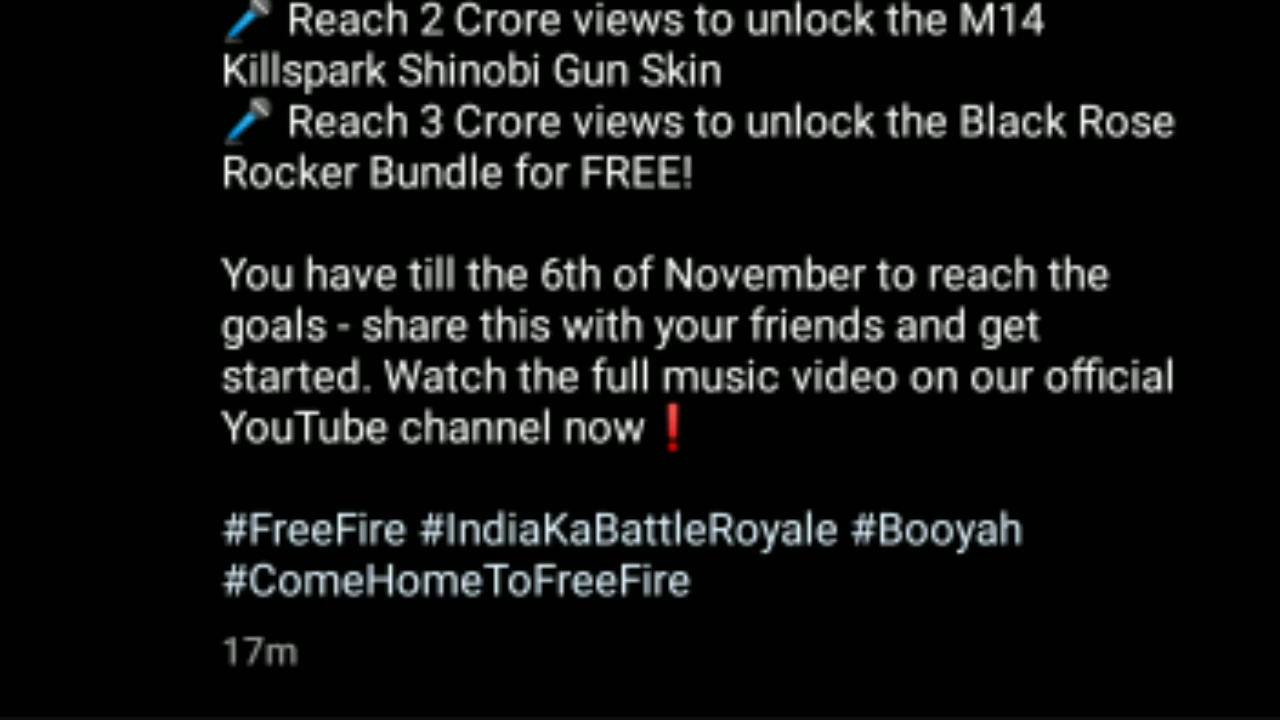 🎤 Reach 2 Crore views to unlock the M14
Killspark Shinobi Gun Skin
🎤 Reach 3 Crore views to unlock the Black Rose
Rocker Bundle for FREE!
You have till the 6th of November to reach the
goals - share this with your friends and get
started. Watch the full music video on our official
YouTube channel now❗
#FreeFire #IndiaKaBattleRoyale #Booyah
#ComeHomeToFreeFire
17m